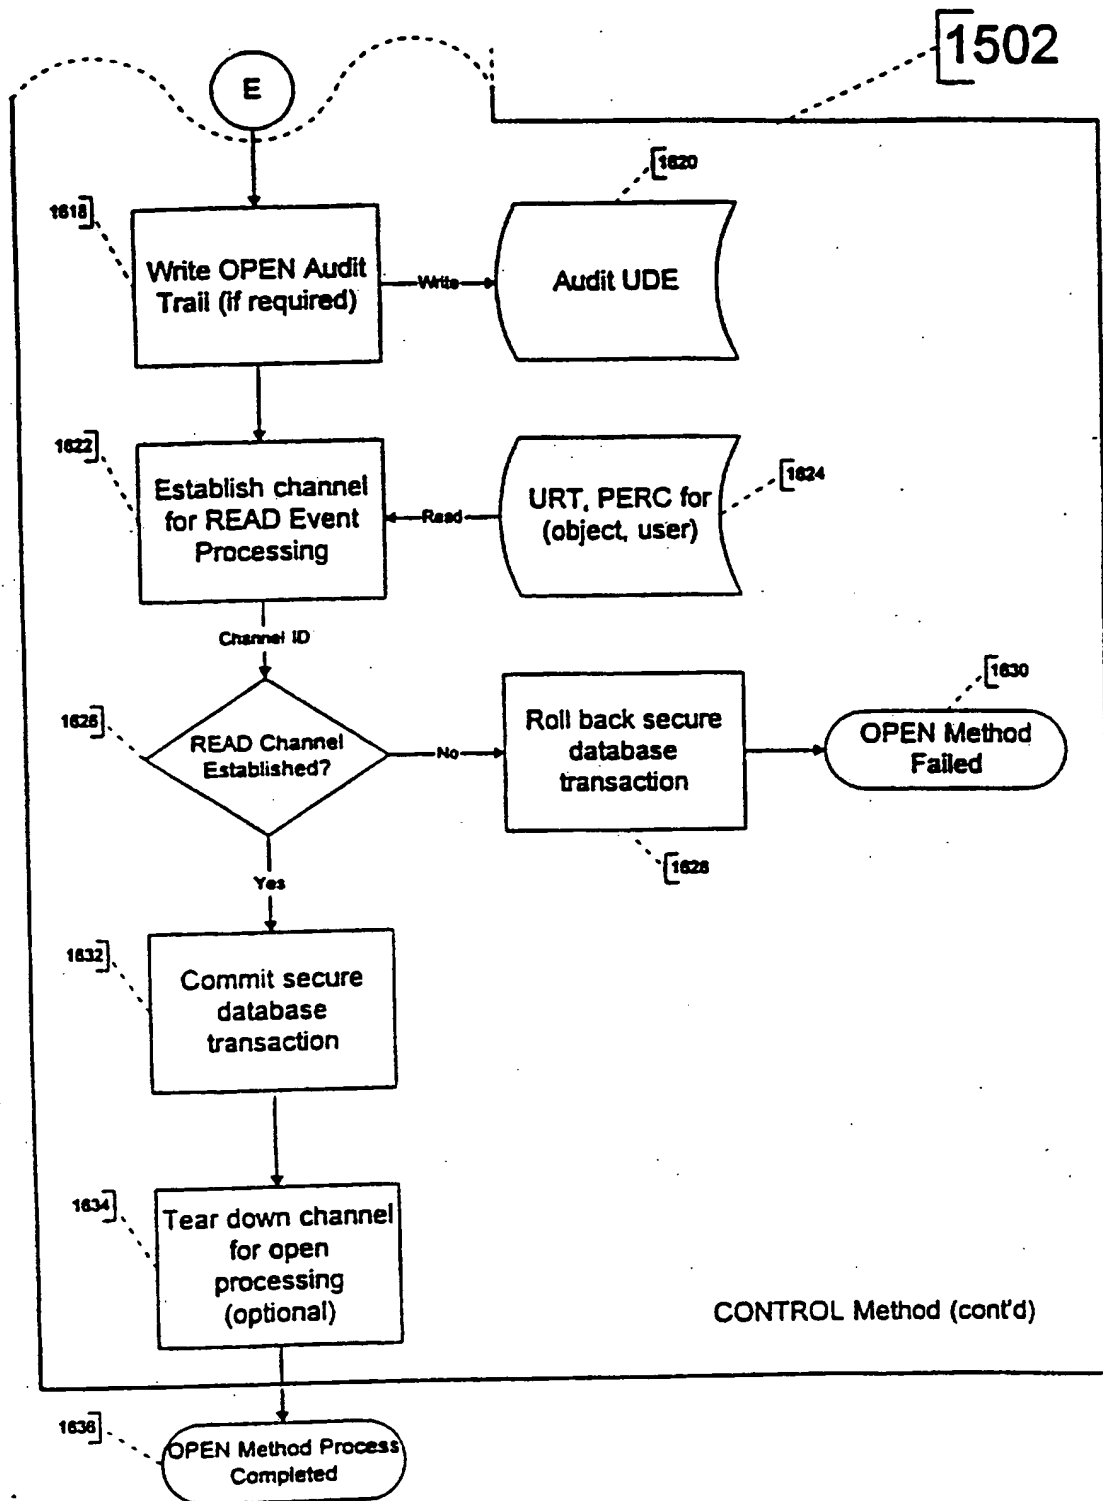 1502
E
1618
Write OPEN Audit
Trail (if required)
Write
1620
Audit UDE
1622
Establish channel
for READ Event
Processing
Read
URT, PERC for
(object, user)
1624
Channel ID
1626
READ Channel
Established?
No
Roll back secure
database
transaction
1628
1630
OPEN Method
Failed
Yes
1632
Commit secure
database
transaction
1634
Tear down channel
for open
processing
(optional)
CONTROL Method (cont'd)
1636
OPEN Method Process
Completed